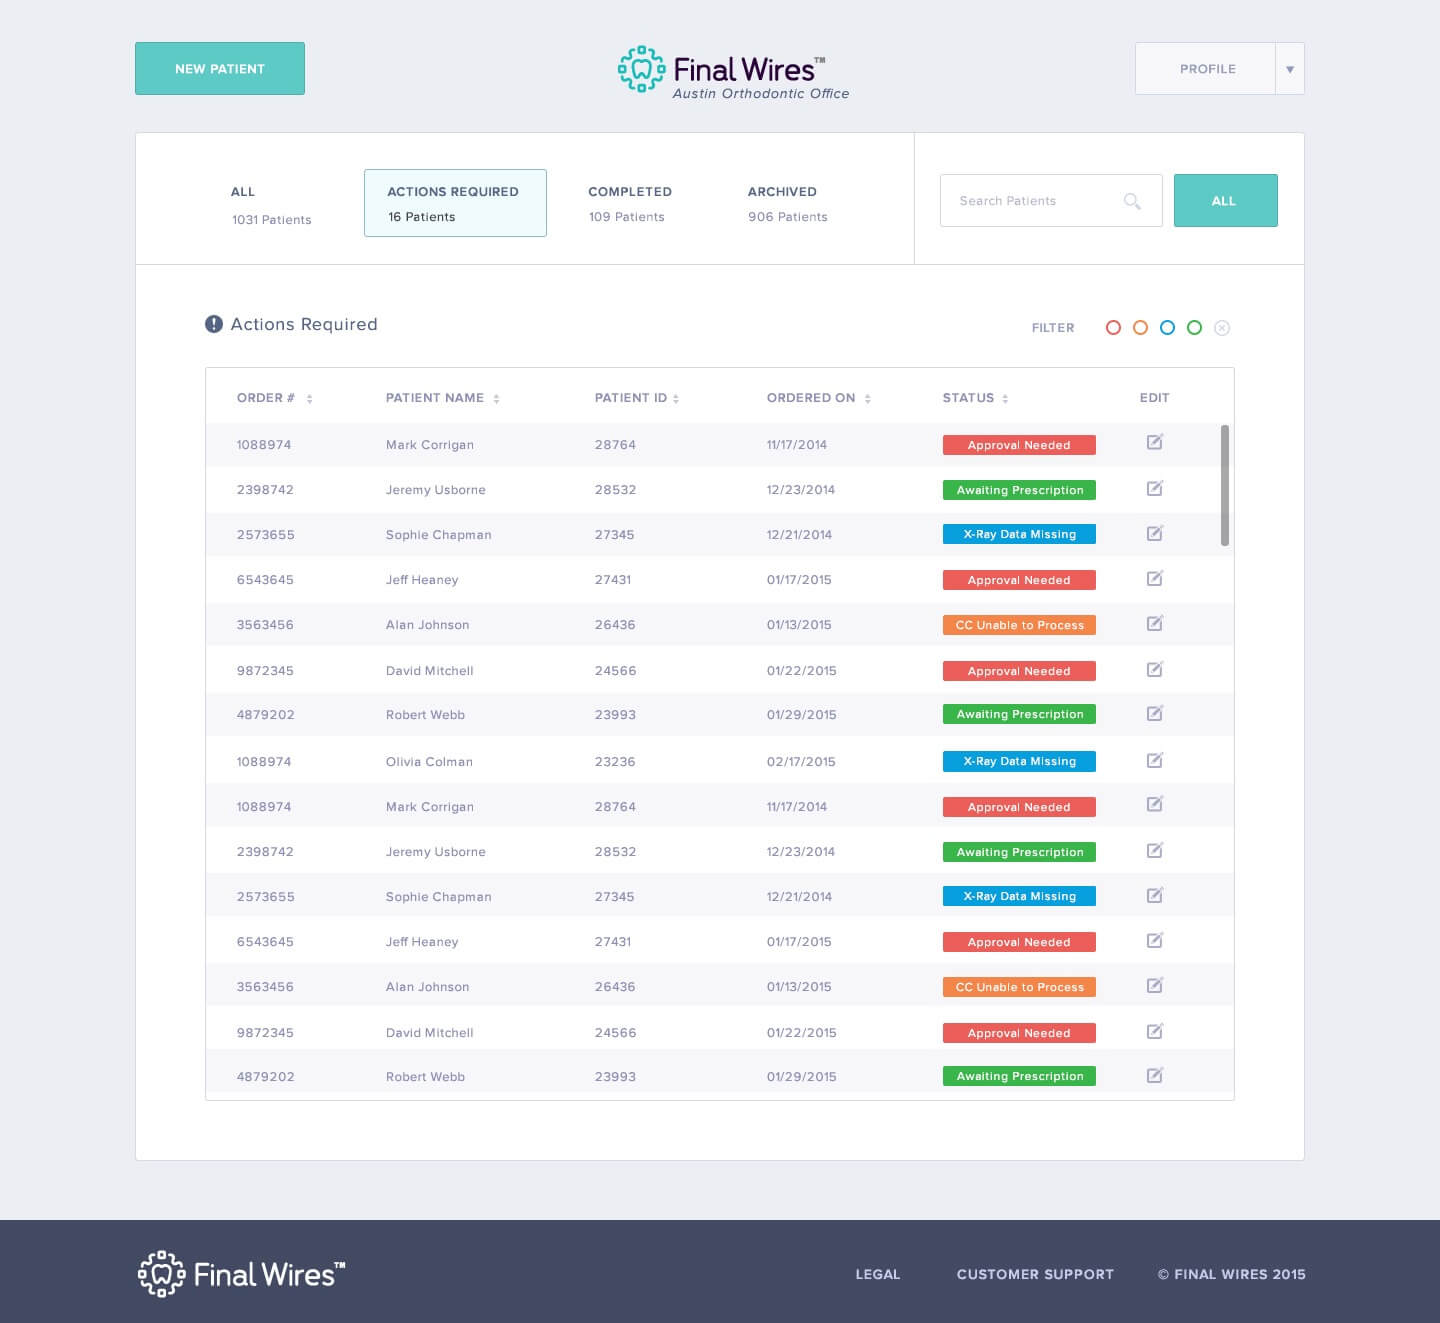 NEW PATIENT
Final Wires™
Austin Orthodontic Office
PROFILE
ALL
1031 Patients
ACTIONS REQUIRED
16 Patients
COMPLETED
109 Patients
ARCHIVED
906 Patients
Search Patients
ALL
Actions Required
FILTER
ORDER # PATIENT NAME PATIENT ID ORDERED ON STATUS EDIT
1088974 Mark Corrigan 28764 11/17/2014 Approval Needed
2398742 Jeremy Usborne 28532 12/23/2014 Awaiting Prescription
2573655 Sophie Chapman 27345 12/21/2014 X-Ray Data Missing
6543645 Jeff Heaney 27431 01/17/2015 Approval Needed
3563456 Alan Johnson 26436 01/13/2015 CC Unable to Process
9872345 David Mitchell 24566 01/22/2015 Approval Needed
4879202 Robert Webb 23993 01/29/2015 Awaiting Prescription
1088974 Olivia Colman 23236 02/17/2015 X-Ray Data Missing
1088974 Mark Corrigan 28764 11/17/2014 Approval Needed
2398742 Jeremy Usborne 28532 12/23/2014 Awaiting Prescription
2573655 Sophie Chapman 27345 12/21/2014 X-Ray Data Missing
6543645 Jeff Heaney 27431 01/17/2015 Approval Needed
3563456 Alan Johnson 26436 01/13/2015 CC Unable to Process
9872345 David Mitchell 24566 01/22/2015 Approval Needed
4879202 Robert Webb 23993 01/29/2015 Awaiting Prescription
Final Wires™
LEGAL
CUSTOMER SUPPORT
© FINAL WIRES 2015